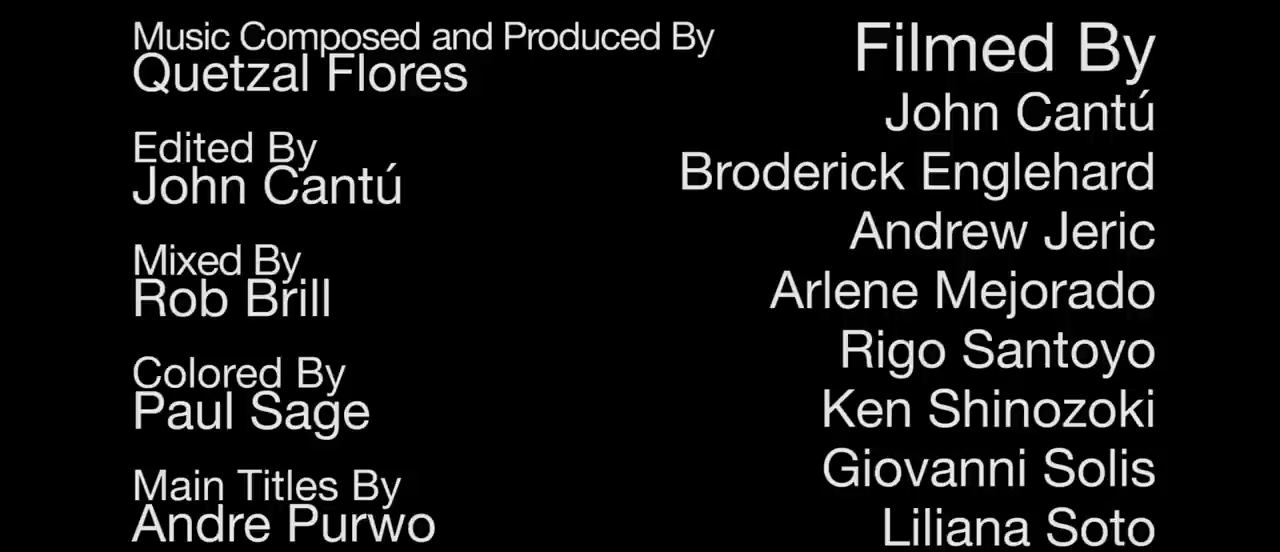 Music Composed and Produced By
Quetzal Flores
Edited By
John Cantú
Mixed By
Rob Brill
Colored By
Paul Sage
Main Titles By
Andre Purwo
Filmed By
John Cantú
Broderick Englehard
Andrew Jeric
Arlene Mejorado
Rigo Santoyo
Ken Shinozoki
Giovanni Solis
Liliana Soto